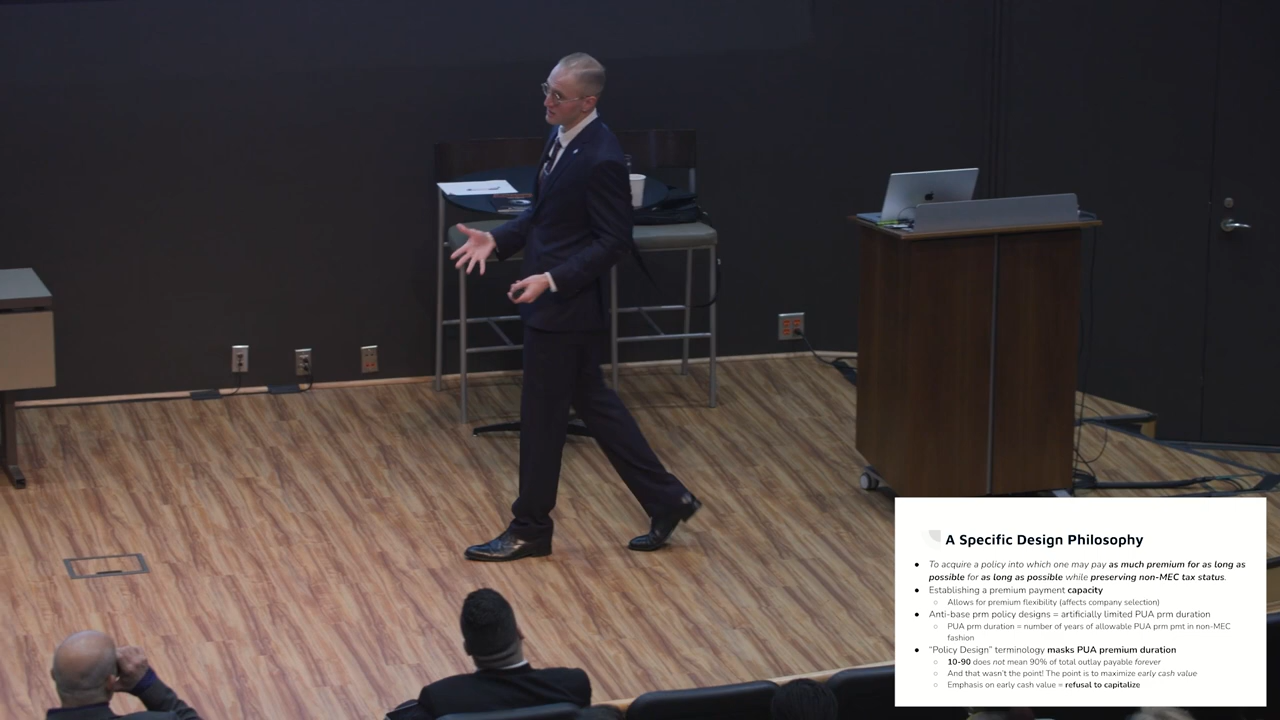 A Specific Design Philosophy
● To acquire a policy into which one may pay as much premium for as long as
possible for as long as possible while preserving non-MEC tax status.
● Establishing a premium payment capacity
○ Allows for premium flexibility (affects company selection)
● Anti-base prm policy designs = artificially limited PUA prm duration
○ PUA prm duration = number of years of allowable PUA prm pmt in non-MEC
fashion
● “Policy Design” terminology masks PUA premium duration
○ 10-90 does not mean 90% of total outlay payable forever
○ And that wasn’t the point! The point is to maximize early cash value
○ Emphasis on early cash value = refusal to capitalize